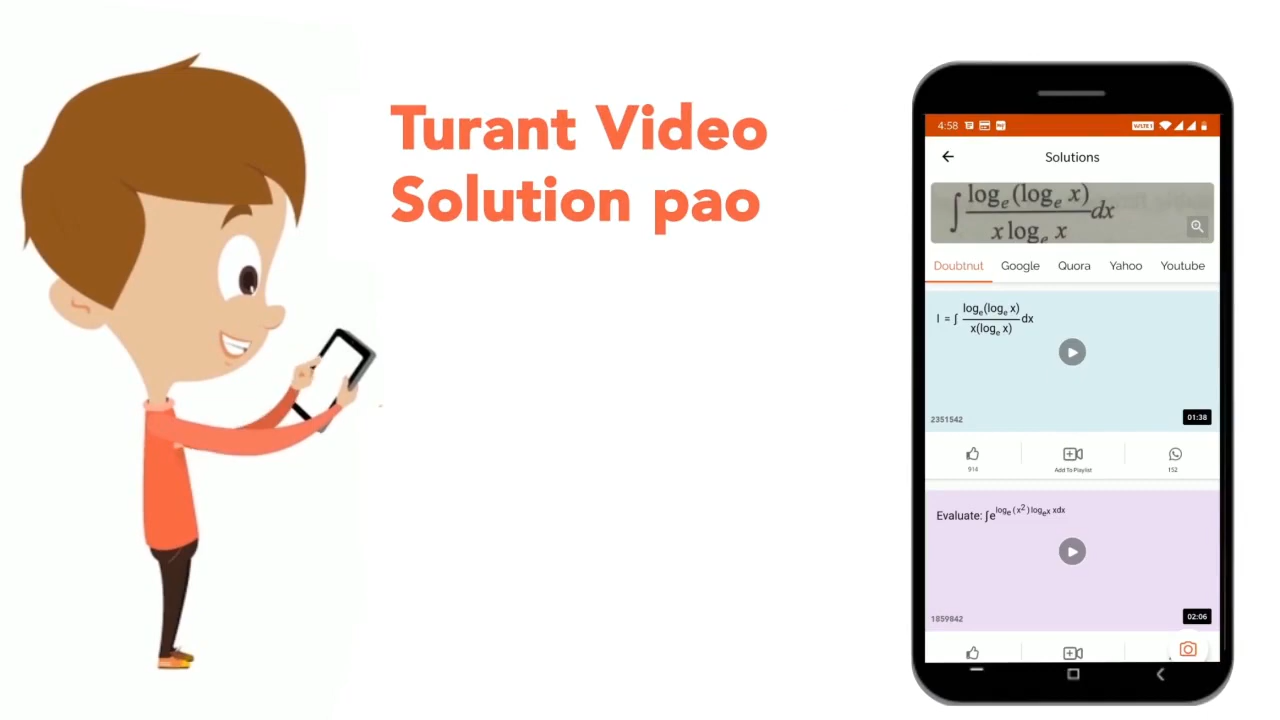 Turant Video
Solution pao
4:58
VoLTE1
Solutions
∫ logₑ(logₑ x) / x logₑ x dx
Doubtnut Google Quora Yahoo Youtube
I = ∫ logₑ(logₑ x) / x(logₑ x) dx
2351542
01:38
914 Add To Playlist 152
Evaluate: ∫e^logₑ(x²)logₑx xdx
1859842
02:06